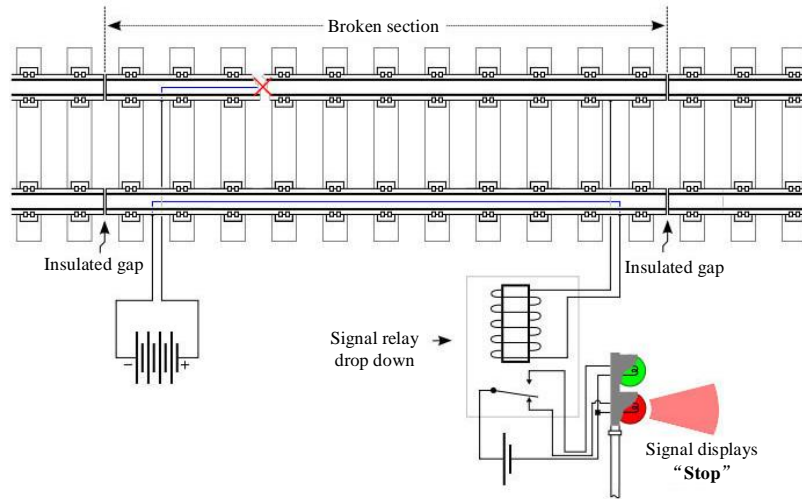 Broken section
Insulated gap
Insulated gap
Signal relay
drop down
− +
Signal displays
“Stop”